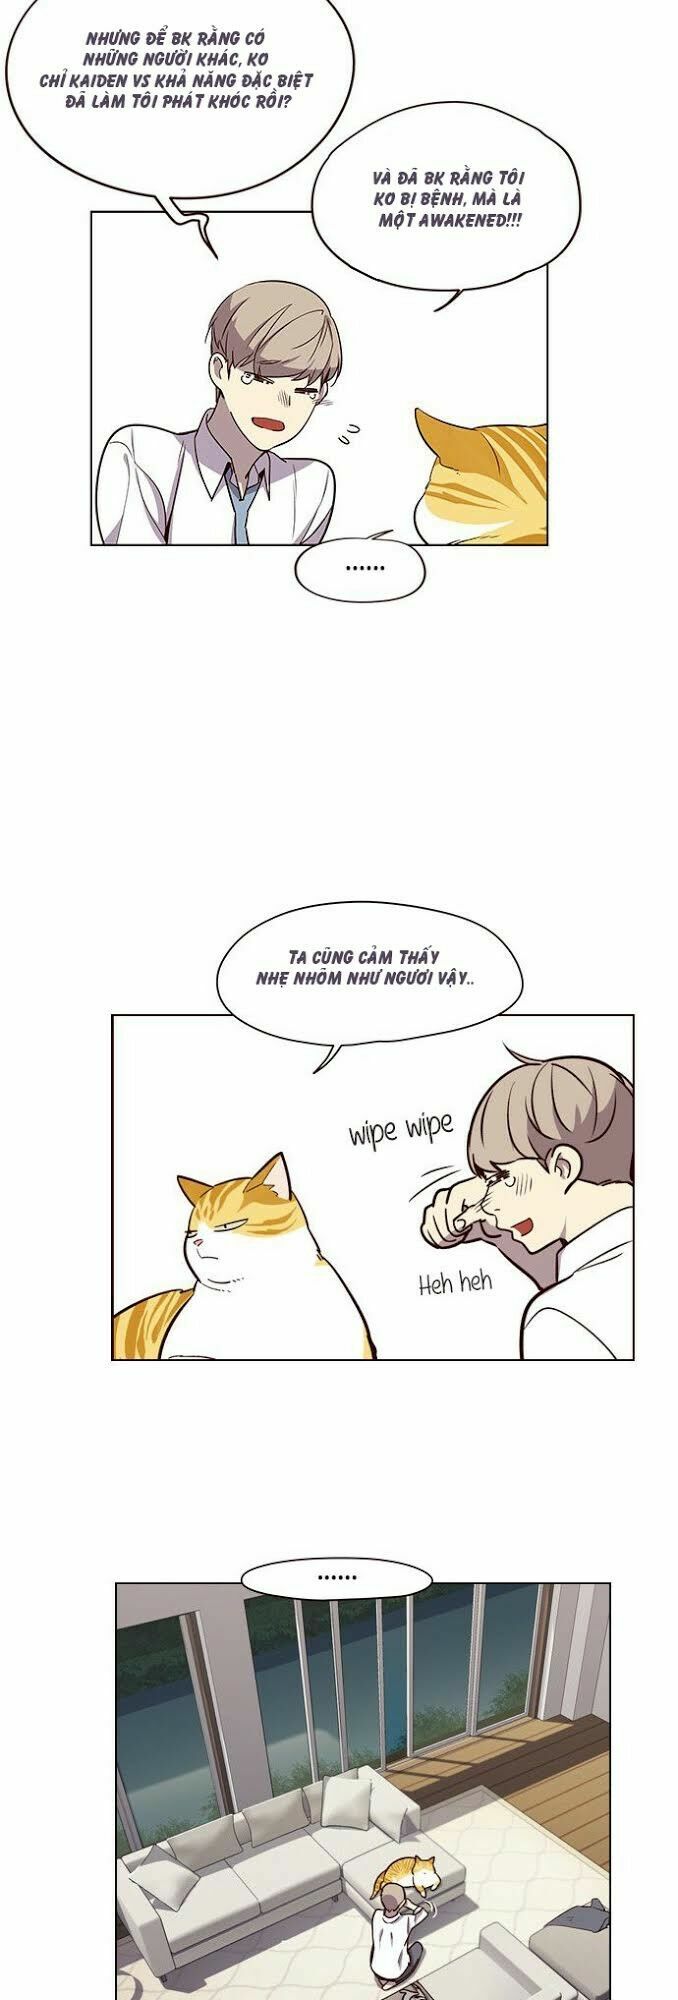 NHƯNG ĐỂ BK RẰNG CÓ
NHỮNG NGƯỜI KHÁC, KO
CHỈ KAIDEN VS KHẢ NĂNG ĐẶC BIỆT
ĐÃ LÀM TÔI PHÁT KHÓC RỒI?
VÀ ĐÃ BK RẰNG TÔI
KO BỊ BỆNH, MÀ LÀ
MỘT AWAKENED!!!
......
TA CŨNG CẢM THẤY
NHẸ NHÕM NHƯ NGƯƠI VẬY..
wipe wipe
Heh heh
......